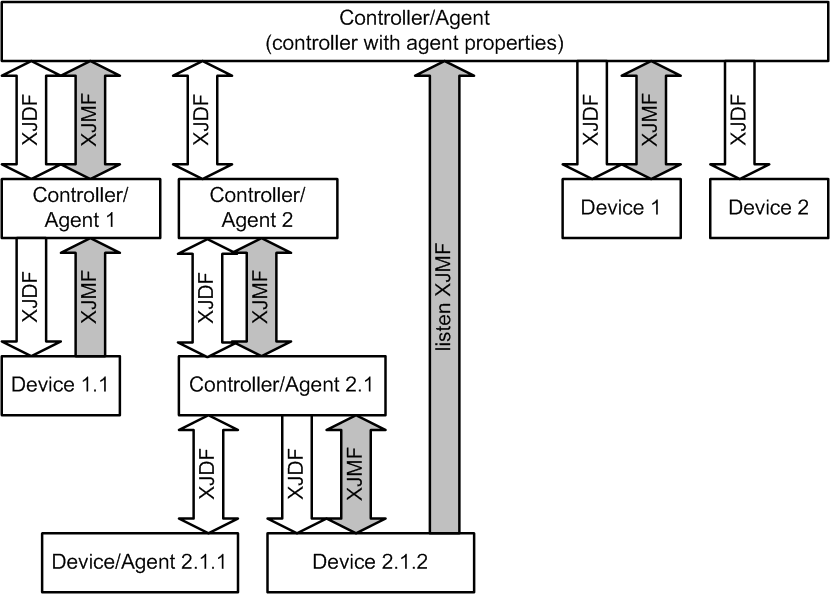 Controller/Agent
(controller with agent properties)
XJDF
XJMF
XJDF
XJDF
XJMF
XJDF
Controller/
Agent 1
Controller/
Agent 2
Device 1
Device 2
XJDF
XJMF
XJDF
XJMF
listen XJMF
Device 1.1
Controller/Agent 2.1
XJDF
XJDF
XJMF
Device/Agent 2.1.1
Device 2.1.2